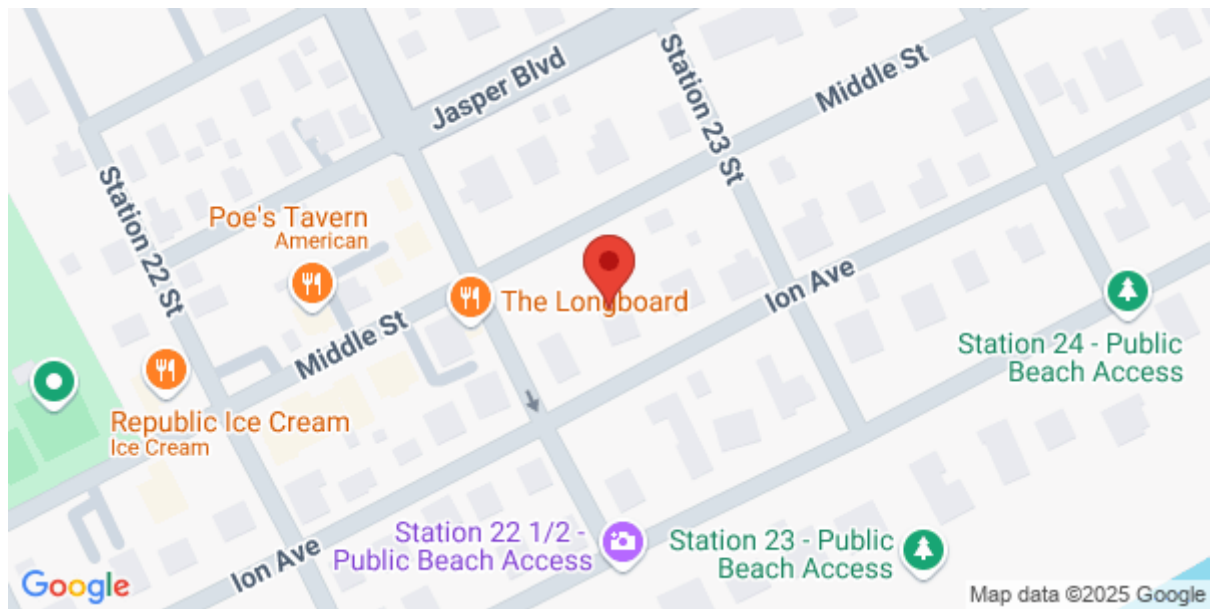 Jasper Blvd
Station 23 St
Middle St
Station 22 St
Poe's Tavern
American
The Longboard
Ion Ave
Middle St
Station 24 - Public
Beach Access
Republic Ice Cream
Ice Cream
Station 22 1/2 -
Public Beach Access
Station 23 - Public
Beach Access
Ion Ave
Google
Map data ©2025 Google